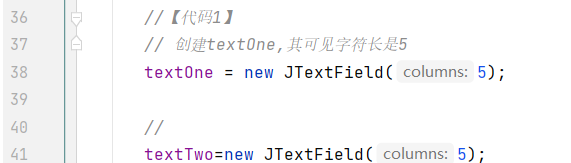 36 //【代码1】
37 // 创建textOne,其可见字符长是5
38 textOne = new JTextField( columns: 5);
39
40 //
41 textTwo=new JTextField( columns: 5);